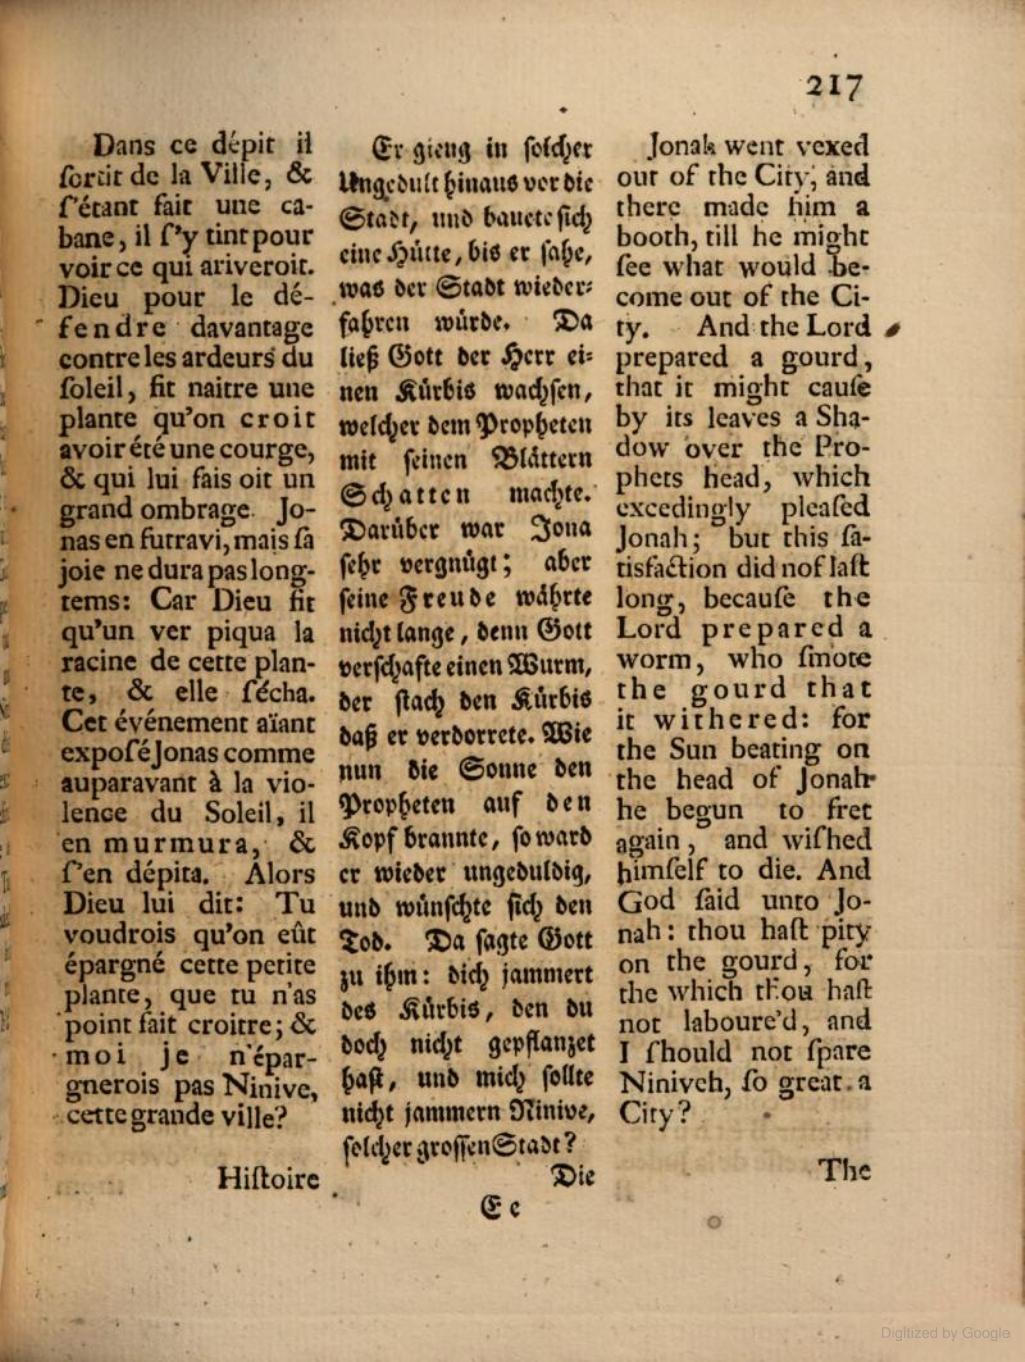 217
Dans ce dépit il
ſortit de la Ville, &
ſ'étant fait une ca-
bane, il ſ'y tint pour
voir ce qui ariveroit.
Dieu pour le dé-
fendre davantage
contre les ardeurs du
ſoleil, fit naitre une
plante qu'on croit
avoir été une courge,
& qui lui fais oit un
grand ombrage. Jo-
nas en fut ravi, mais ſa
joie ne dura pas long-
tems: Car Dieu fit
qu'un ver piqua la
racine de cette plan-
te, & elle ſécha.
Cet événement aïant
expoſé Jonas comme
auparavant à la vio-
lence du Soleil, il
en murmura, &
ſ'en dépita. Alors
Dieu lui dit: Tu
voudrois qu'on eût
épargné cette petite
plante, que tu n'as
point fait croitre; &
moi je n'épar-
gnerois pas Ninive,
cette grande ville?
Hiſtoire
Er gieng in ſolcher
Ungedult hinaus vor die
Stadt, und bauete ſich
eine Hütte, bis er ſahe,
was der Stadt wieder⸗
fahren würde. Da
ließ Gott der Herr ei⸗
nen Kürbis wachſen,
welcher dem Propheten
mit ſeinen Blättern
Schatten machte.
Darüber war Jona
ſehr vergnügt; aber
ſeine Freude währte
nicht lange, denn Gott
verſchafte einen Wurm,
der ſtach den Kürbis
daß er verdorrete. Wie
nun die Sonne den
Propheten auf den
Kopf brannte, ſo ward
er wieder ungeduldig,
und wünſchte ſich den
Tod. Da ſagte Gott
zu ihm: dich jammert
des Kürbis, den du
doch nicht gepflanzet
haſt, und mich ſollte
nicht jammern Ninive,
ſolcher groſſen Stadt?
Die
E e
Jonah went vexed
out of the City, and
there made him a
booth, till he might
ſee what would be-
come out of the Ci-
ty. And the Lord
prepared a gourd,
that it might cauſe
by its leaves a Sha-
dow over the Pro-
phets head, which
excedingly pleaſed
Jonah; but this ſa-
tisfaction did not laſt
long, becauſe the
Lord prepared a
worm, who ſmote
the gourd that
it withered: for
the Sun beating on
the head of Jonah
he begun to fret
again, and wiſhed
himſelf to die. And
God ſaid unto Jo-
nah: thou haſt pity
on the gourd, for
the which thou haſt
not laboure'd, and
I ſhould not ſpare
Niniveh, ſo great a
City?
The
Digitized by Google